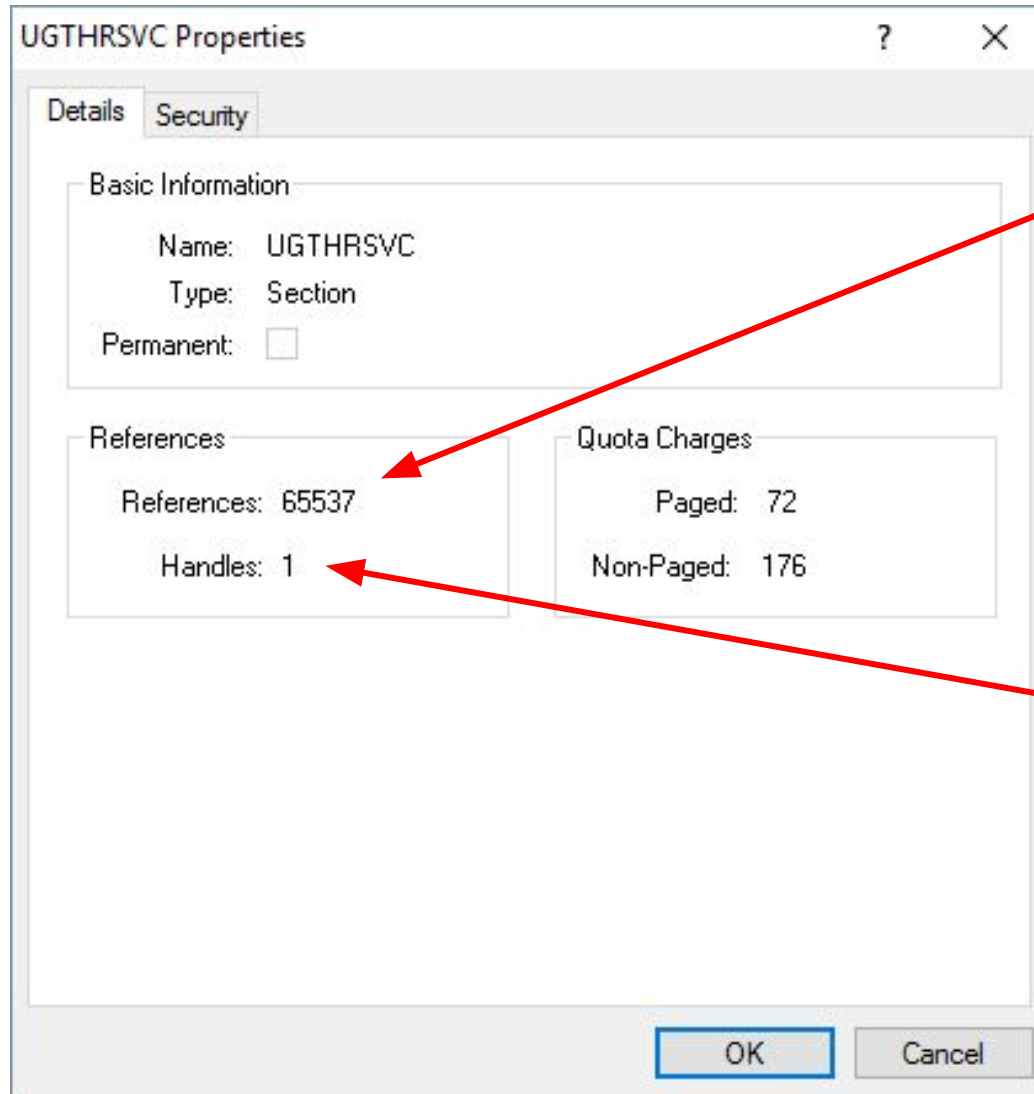 UGTHRSVC Properties ? ×
Details Security
Basic Information
Name: UGTHRSVC
Type: Section
Permanent:
References
References: 65537
Handles: 1
Quota Charges
Paged: 72
Non-Paged: 176
OK Cancel